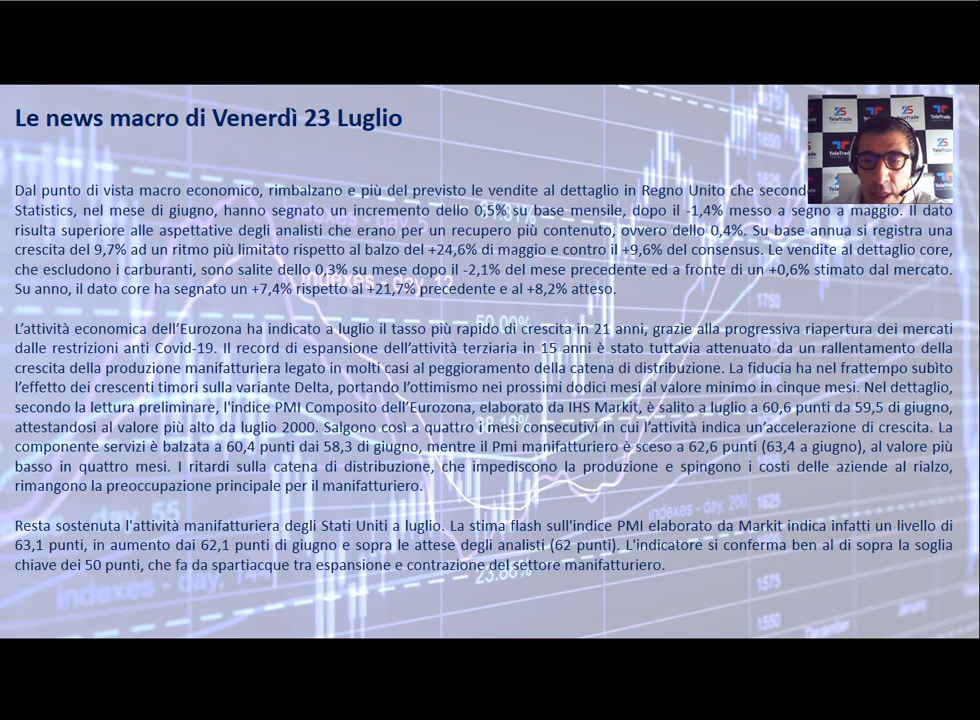 Le news macro di Venerdì 23 Luglio
25 25
TeleTrade TeleTrade
Dal punto di vista macro economico, rimbalzano e più del previsto le vendite al dettaglio in Regno Unito che second
Statistics, nel mese di giugno, hanno segnato un incremento dello 0,5% su base mensile, dopo il -1,4% messo a segno a maggio. Il dato
risulta superiore alle aspettative degli analisti che erano per un recupero più contenuto, ovvero dello 0,4%. Su base annua si registra una
crescita del 9,7% ad un ritmo più limitato rispetto al balzo del +24,6% di maggio e contro il +9,6% del consensus. Le vendite al dettaglio core,
che escludono i carburanti, sono salite dello 0,3% su mese dopo il -2,1% del mese precedente ed a fronte di un +0,6% stimato dal mercato.
Su anno, il dato core ha segnato un +7,4% rispetto al +21,7% precedente e al +8,2% atteso.
L'attività economica dell'Eurozona ha indicato a luglio il tasso più rapido di crescita in 21 anni, grazie alla progressiva riapertura dei mercati
dalle restrizioni anti Covid-19. Il record di espansione dell'attività terziaria in 15 anni è stato tuttavia attenuato da un rallentamento della
crescita della produzione manifatturiera legato in molti casi al peggioramento della catena di distribuzione. La fiducia ha nel frattempo subìto
l'effetto dei crescenti timori sulla variante Delta, portando l'ottimismo nei prossimi dodici mesi al valore minimo in cinque mesi. Nel dettaglio,
secondo la lettura preliminare, l'indice PMI Composito dell'Eurozona, elaborato da IHS Markit, è salito a luglio a 60,6 punti da 59,5 di giugno,
attestandosi al valore più alto da luglio 2000. Salgono così a quattro i mesi consecutivi in cui l'attività indica un'accelerazione di crescita. La
componente servizi è balzata a 60,4 punti dai 58,3 di giugno, mentre il Pmi manifatturiero è sceso a 62,6 punti (63,4 a giugno), al valore più
basso in quattro mesi. I ritardi sulla catena di distribuzione, che impediscono la produzione e spingono i costi delle aziende al rialzo,
rimangono la preoccupazione principale per il manifatturiero.
Resta sostenuta l'attività manifatturiera degli Stati Uniti a luglio. La stima flash sull'indice PMI elaborato da Markit indica infatti un livello di
63,1 punti, in aumento dai 62,1 punti di giugno e sopra le attese degli analisti (62 punti). L'indicatore si conferma ben al di sopra la soglia
chiave dei 50 punti, che fa da spartiacque tra espansione e contrazione del settore manifatturiero.
1750
indexes - day, 200 1625
23.88%
1575
1550
indexes - day,